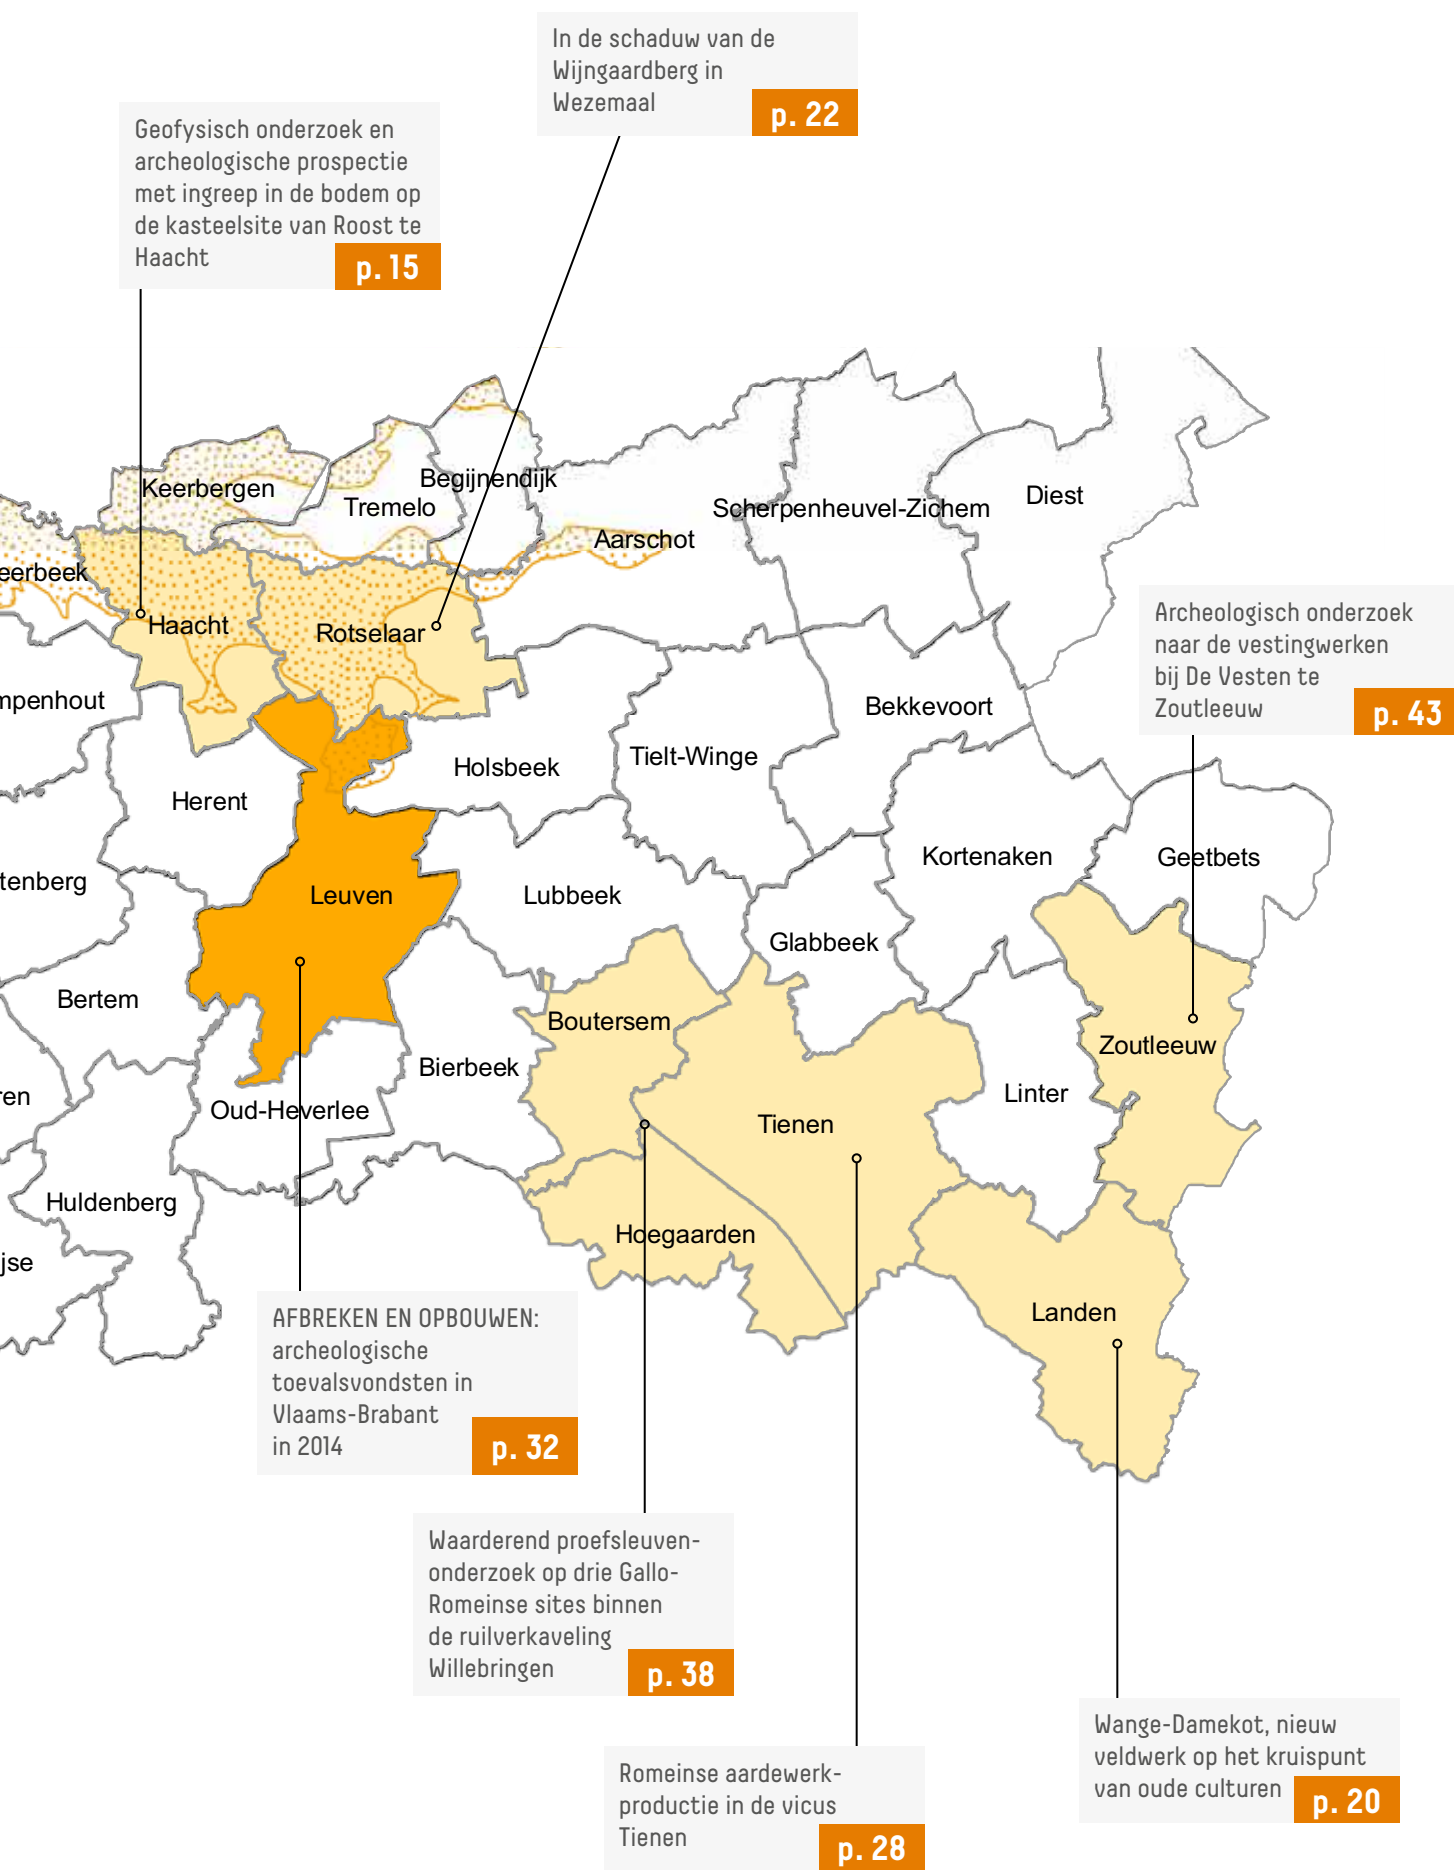 In de schaduw van de
Wijngaardberg in
Wezemaal
p. 22
Geofysisch onderzoek en
archeologische prospectie
met ingreep in de bodem op
de kasteelsite van Roost te
Haacht
p. 15
Keerbergen
Begijnendijk
Tremelo
Scherpenheuvel-Zichem
Diest
Aarschot
eerbeek
Haacht
Rotselaar
Archeologisch onderzoek
naar de vestingwerken
bij De Vesten te
Zoutleeuw
p. 43
mpenhout
Bekkevoort
Holsbeek
Tielt-Winge
Herent
Kortenaken
Geetbets
tenberg
Leuven
Lubbeek
Glabbeek
Bertem
Boutersem
Zoutleeuw
Bierbeek
Linter
ren
Oud-Heverlee
Tienen
Huldenberg
Hoegaarden
jse
Landen
AFBREKEN EN OPBOUWEN:
archeologische
toevalsvondsten in
Vlaams-Brabant
in 2014
p. 32
Waarderend proefsleuven-
onderzoek op drie Gallo-
Romeinse sites binnen
de ruilverkaveling
Willebringen
p. 38
Wange-Damekot, nieuw
veldwerk op het kruispunt
van oude culturen
p. 20
Romeinse aardewerk-
productie in de vicus
Tienen
p. 28